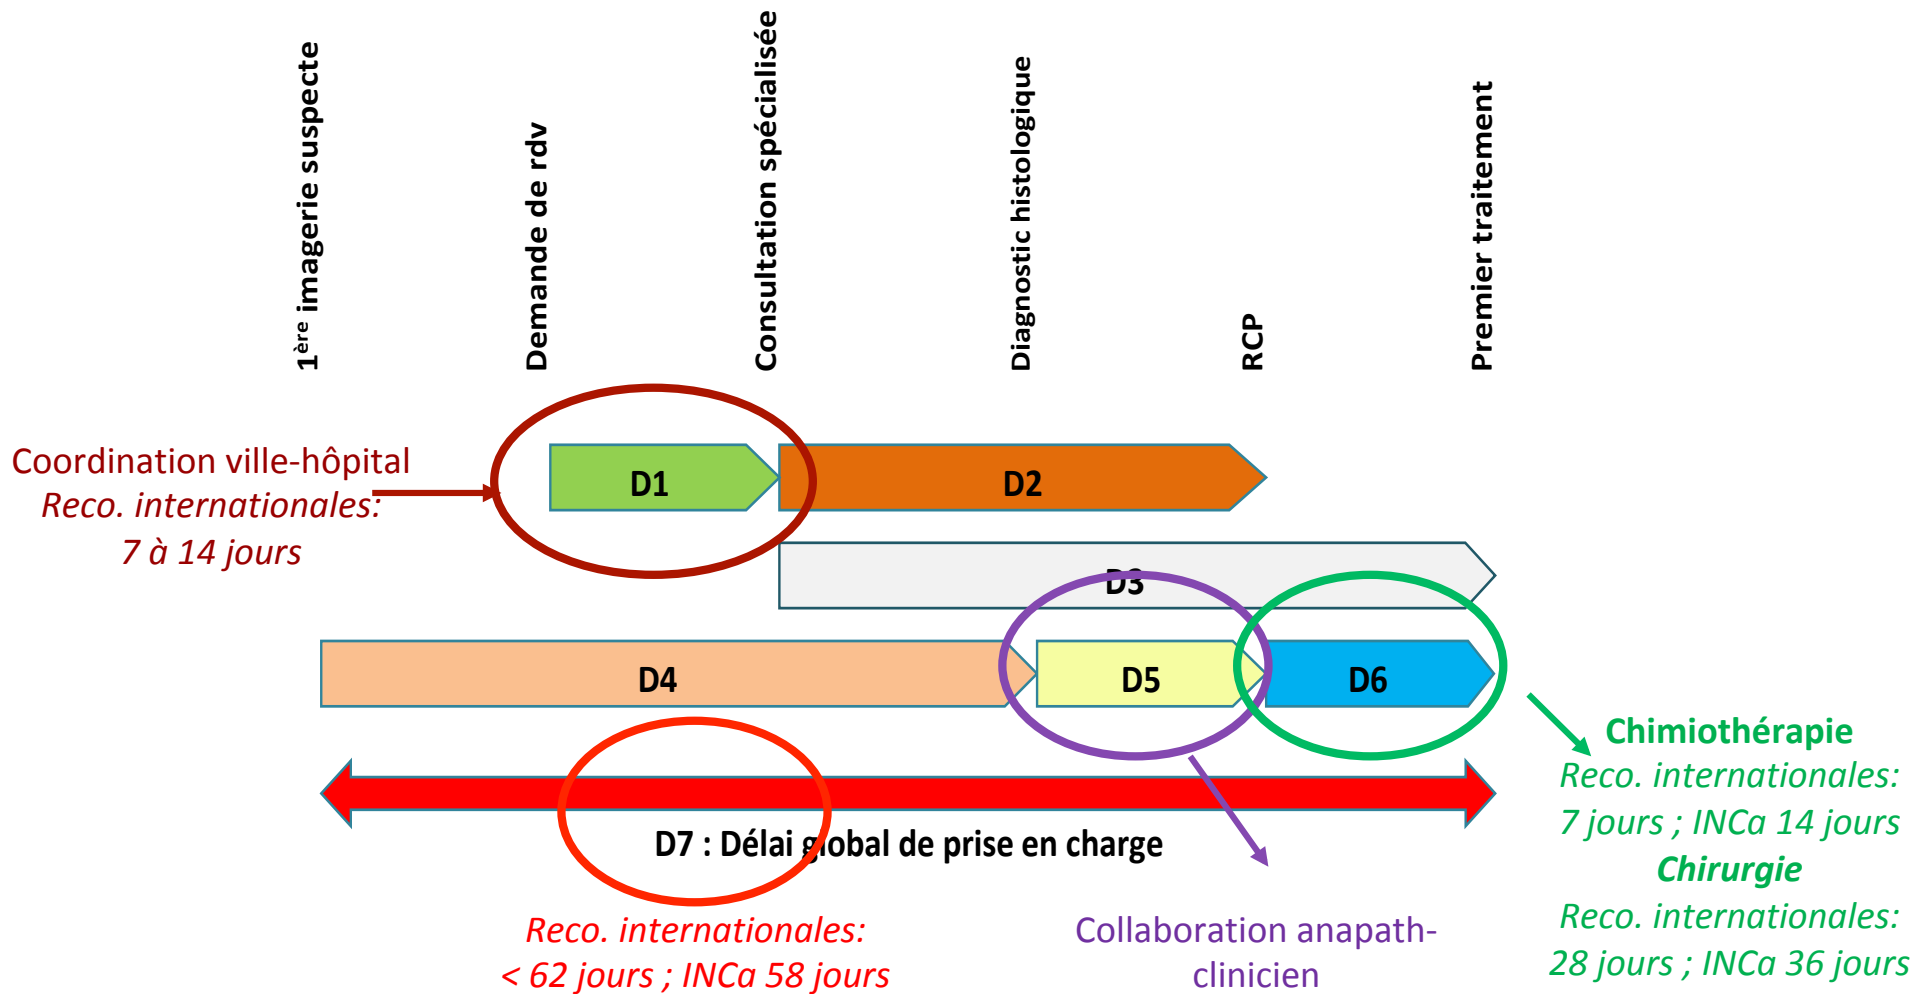 1ère imagerie suspecte
Demande de rdv
Consultation spécialisée
Diagnostic histologique
RCP
Premier traitement
Coordination ville-hôpital
Reco. internationales:
7 à 14 jours
D1
D2
D3
D4
D5
D6
D7 : Délai global de prise en charge
Reco. internationales:
< 62 jours ; INCa 58 jours
Collaboration anapath-
clinicien
Chimiothérapie
Reco. internationales:
7 jours ; INCa 14 jours
Chirurgie
Reco. internationales:
28 jours ; INCa 36 jours